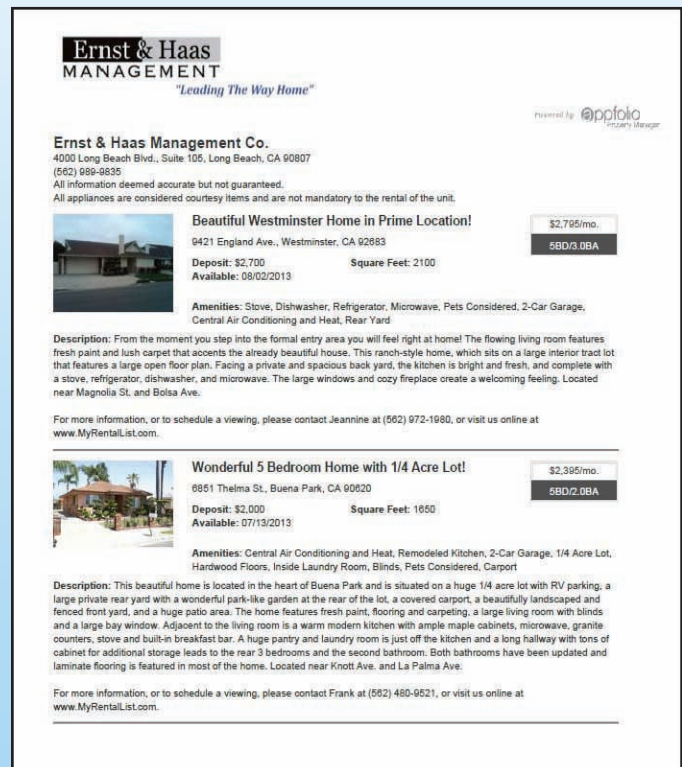 Ernst & Haas
MANAGEMENT
"Leading The Way Home"
Powered by appfolio
Property Manager
Ernst & Haas Management Co.
4000 Long Beach Blvd., Suite 105, Long Beach, CA 90807
(562) 989-9835
All information deemed accurate but not guaranteed.
All appliances are considered courtesy items and are not mandatory to the rental of the unit.
Beautiful Westminster Home in Prime Location!
$2,795/mo.
9421 England Ave., Westminster, CA 92683
5BD/3.0BA
Deposit: $2,700 Square Feet: 2100
Available: 08/02/2013
Amenities: Stove, Dishwasher, Refrigerator, Microwave, Pets Considered, 2-Car Garage,
Central Air Conditioning and Heat, Rear Yard
Description: From the moment you step into the formal entry area you will feel right at home! The flowing living room features
fresh paint and lush carpet that accents the already beautiful house. This ranch-style home, which sits on a large interior tract lot
that features a large open floor plan. Facing a private and spacious back yard, the kitchen is bright and fresh, and complete with
a stove, refrigerator, dishwasher, and microwave. The large windows and cozy fireplace create a welcoming feeling. Located
near Magnolia St. and Bolsa Ave.
For more information, or to schedule a viewing, please contact Jeannine at (562) 972-1980, or visit us online at
www.MyRentalList.com.
Wonderful 5 Bedroom Home with 1/4 Acre Lot!
$2,395/mo.
6851 Thelma St., Buena Park, CA 90620
5BD/2.0BA
Deposit: $2,000 Square Feet: 1650
Available: 07/13/2013
Amenities: Central Air Conditioning and Heat, Remodeled Kitchen, 2-Car Garage, 1/4 Acre Lot,
Hardwood Floors, Inside Laundry Room, Blinds, Pets Considered, Carport
Description: This beautiful home is located in the heart of Buena Park and is situated on a huge 1/4 acre lot with RV parking, a
large private rear yard with a wonderful park-like garden at the rear of the lot, a covered carport, a beautifully landscaped and
fenced front yard, and a huge patio area. The home features fresh paint, flooring and carpeting, a large living room with blinds
and a large bay window. Adjacent to the living room is a warm modern kitchen with ample maple cabinets, microwave, granite
counters, stove and built-in breakfast bar. A huge pantry and laundry room is just off the kitchen and a long hallway with tons of
cabinet for additional storage leads to the rear 3 bedrooms and the second bathroom. Both bathrooms have been updated and
laminate flooring is featured in most of the home. Located near Knott Ave. and La Palma Ave.
For more information, or to schedule a viewing, please contact Frank at (562) 480-9521, or visit us online at
www.MyRentalList.com.